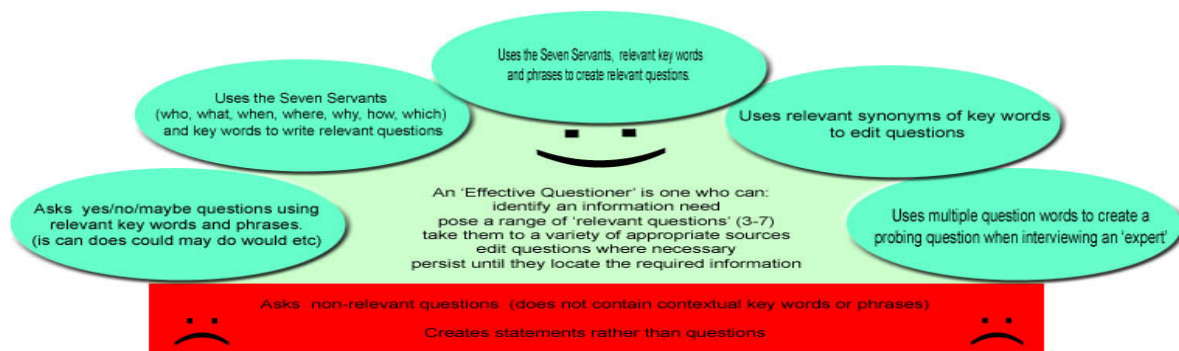 Asks yes/no/maybe questions using
relevant key words and phrases.
(is can does could may do would etc)
Uses the Seven Servants
(who, what, when, where, why, how, which)
and key words to write relevant questions
Uses the Seven Servants, relevant key words
and phrases to create relevant questions.
Uses relevant synonyms of key words
to edit questions
Uses multiple question words to create a
probing question when interviewing an ‘expert’
An ‘Effective Questioner’ is one who can:
identify an information need
pose a range of ‘relevant questions’ (3-7)
take them to a variety of appropriate sources
edit questions where necessary
persist until they locate the required information
Asks non-relevant questions (does not contain contextual key words or phrases)
Creates statements rather than questions